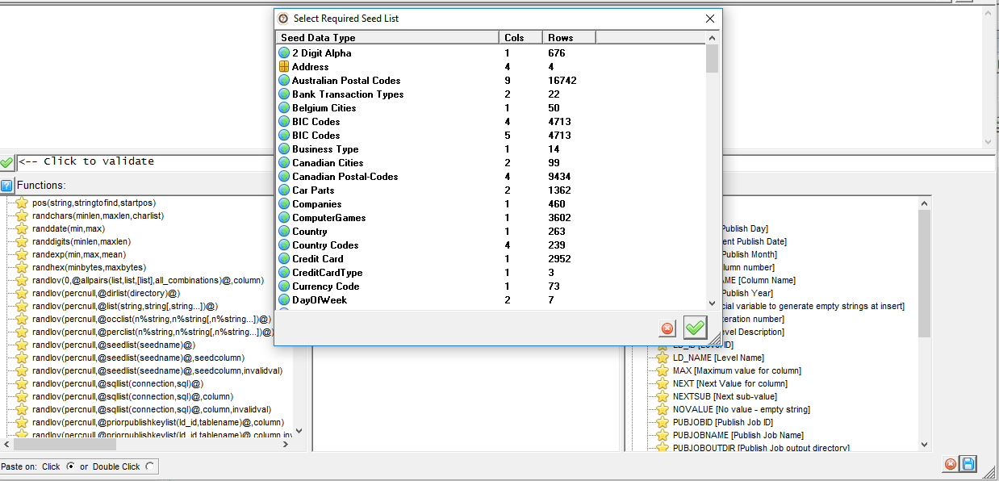 Select Required Seed List
Seed Data Type Cols Rows
2 Digit Alpha 1 676
Address 4 4
Australian Postal Codes 9 16742
Bank Transaction Types 2 22
Belgium Cities 1 50
BIC Codes 4 4713
BIC Codes 5 4713
Business Type 1 14
Canadian Cities 2 99
Canadian Postal-Codes 4 9434
Car Parts 2 1362
Companies 1 460
ComputerGames 1 3602
Country 1 263
Country Codes 4 239
Credit Card 1 2952
CreditCardType 1 3
Currency Code 1 73
DayOfWeek 2 7
<-- Click to validate
Functions:
pos(string,stringtofind,startpos)
randchars(minlen,maxlen,charlist)
randdate(min,max)
randdigits(minlen,maxlen)
randexp(min,max,mean)
randhex(minbytes,maxbytes)
randlov(0,@allpairs(list,list,[list],all_combinations)@,column)
randlov(percnull,@dirlist(directory)@)
randlov(percnull,@list(string,string[,string...])@)
randlov(percnull,@occlist(n%string,n%string[,n%string...])@)
randlov(percnull,@perclist(n%string,n%string[,n%string...])@)
randlov(percnull,@seedlist(seedname)@)
randlov(percnull,@seedlist(seedname)@,seedcolumn)
randlov(percnull,@seedlist(seedname)@,seedcolumn,invalidval)
randlov(percnull,@sqllist(connection,sql)@)
randlov(percnull,@sqllist(connection,sql)@,column)
randlov(percnull,@sqllist(connection,sql)@,column,invalidval)
randlov(percnull,@priorpublishkeylist(ld_id,tablename)@,column)
randlov(percnull,@priorpublishkeylist(ld_id,tablename)@,column,inv
Publish Day]
ent Publish Date]
Publish Month]
lumn number]
AME [Column Name]
Publish Year]
cial variable to generate empty strings at insert]
teration number]
evel Description]
LD_ID [Level ID]
LD_NAME [Level Name]
MAX [Maximum value for column]
NEXT [Next Value for column]
NEXTSUB [Next sub-value]
NOVALUE [No value - empty string]
PUBJOBID [Publish Job ID]
PUBJOBNAME [Publish Job Name]
PUBJOBOUTDIR [Publish Job output directory]
Paste on: Click or Double Click